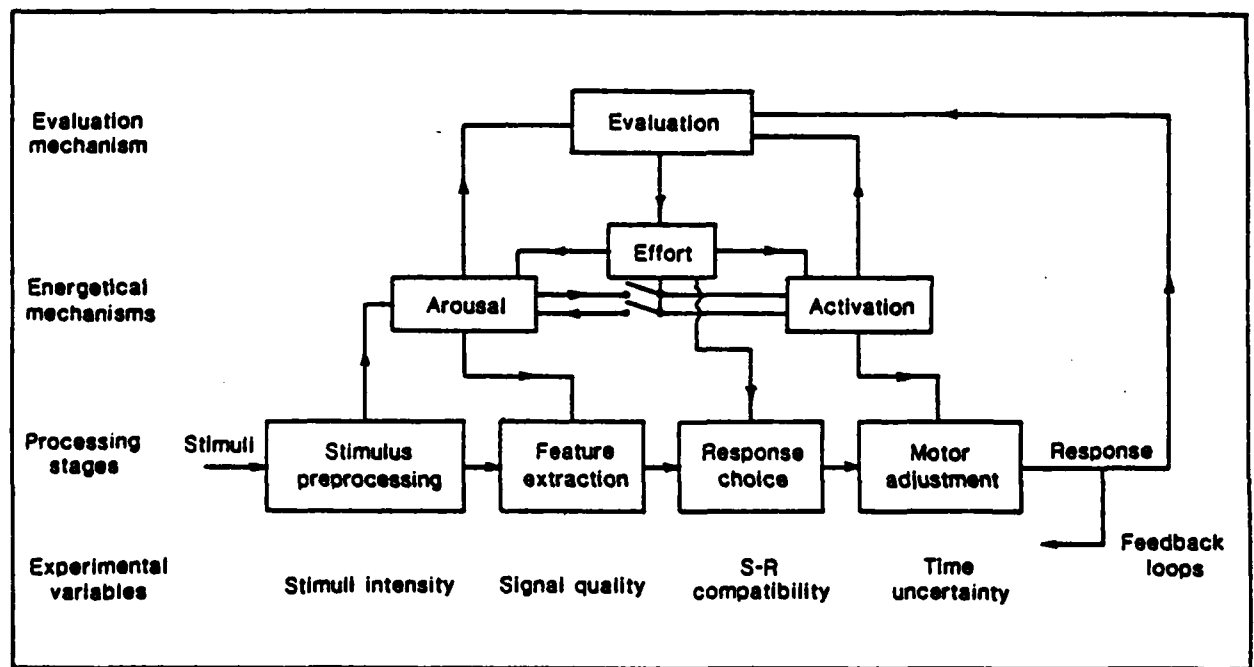 Evaluation
mechanism
Evaluation
Effort
Energetical
mechanisms
Arousal
Activation
Processing
stages
Stimuli
Stimulus
preprocessing
Feature
extraction
Response
choice
Motor
adjustment
Response
Feedback
loops
Experimental
variables
Stimuli intensity
Signal quality
S-R
compatibility
Time
uncertainty